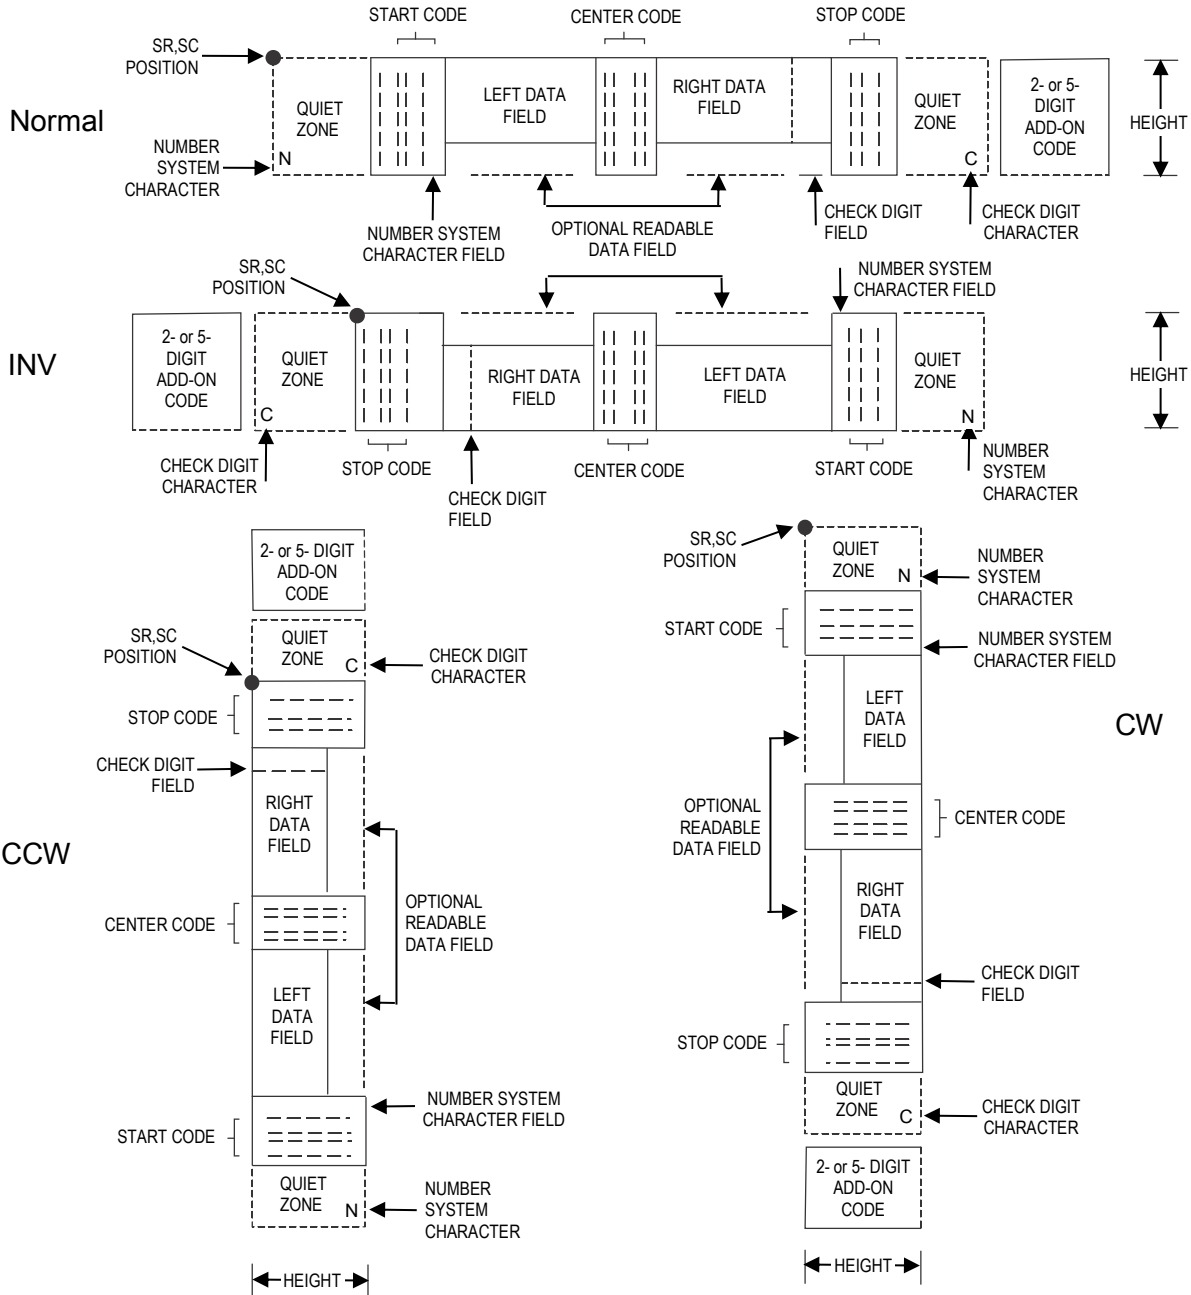 START CODE
CENTER CODE
STOP CODE
SR,SC
POSITION
Normal
QUIET
ZONE
N
LEFT DATA
FIELD
RIGHT DATA
FIELD
QUIET
ZONE
C
2- or 5-
DIGIT
ADD-ON
CODE
HEIGHT
NUMBER
SYSTEM
CHARACTER
NUMBER SYSTEM
CHARACTER FIELD
OPTIONAL READABLE
DATA FIELD
CHECK DIGIT
FIELD
CHECK DIGIT
CHARACTER
SR,SC
POSITION
NUMBER SYSTEM
CHARACTER FIELD
INV
2- or 5-
DIGIT
ADD-ON
CODE
QUIET
ZONE
C
RIGHT DATA
FIELD
LEFT DATA
FIELD
QUIET
ZONE
N
HEIGHT
CHECK DIGIT
CHARACTER
STOP CODE
CHECK DIGIT
FIELD
CENTER CODE
START CODE
NUMBER
SYSTEM
CHARACTER
2- or 5- DIGIT
ADD-ON
CODE
SR,SC
POSITION
QUIET
ZONE
C
CHECK DIGIT
CHARACTER
STOP CODE
CHECK DIGIT
FIELD
RIGHT
DATA
FIELD
CCW
CENTER CODE
OPTIONAL
READABLE
DATA FIELD
LEFT
DATA
FIELD
NUMBER SYSTEM
CHARACTER FIELD
START CODE
QUIET
ZONE
N
NUMBER
SYSTEM
CHARACTER
HEIGHT
SR,SC
POSITION
QUIET
ZONE
N
NUMBER
SYSTEM
CHARACTER
START CODE
NUMBER SYSTEM
CHARACTER FIELD
LEFT
DATA
FIELD
CW
OPTIONAL
READABLE
DATA FIELD
CENTER CODE
RIGHT
DATA
FIELD
CHECK DIGIT
FIELD
STOP CODE
QUIET
ZONE
C
CHECK DIGIT
CHARACTER
2- or 5- DIGIT
ADD-ON
CODE
HEIGHT